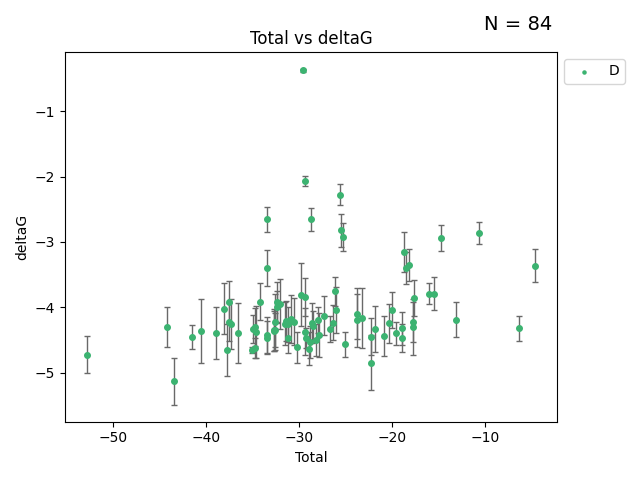 N = 84
Total vs deltaG
D
−1
−2
−3
−4
−5
deltaG
−50 −40 −30 −20 −10
Total